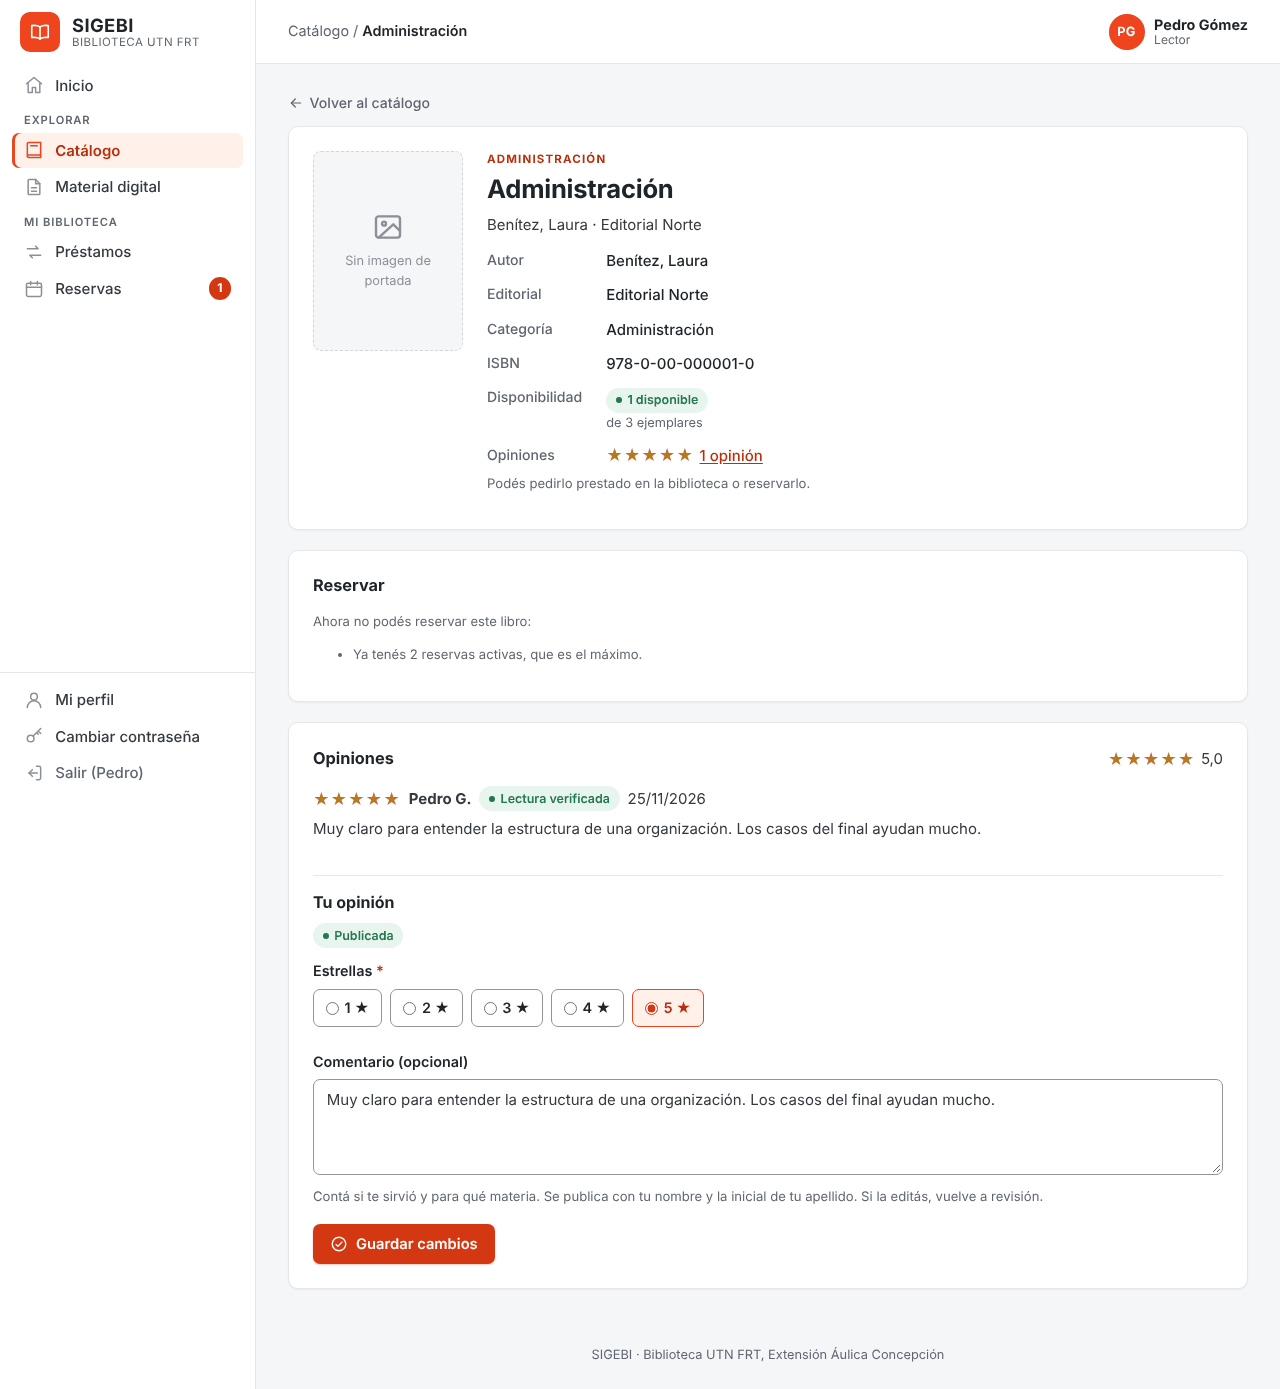 SIGEBI
BIBLIOTECA UTN FRT
Inicio
EXPLORAR
Catálogo
Material digital
MI BIBLIOTECA
Préstamos
Reservas
1
Mi perfil
Cambiar contraseña
Salir (Pedro)
Catálogo / Administración
PG
Pedro Gómez
Lector
← Volver al catálogo
Sin imagen de
portada
ADMINISTRACIÓN
Administración
Benítez, Laura · Editorial Norte
Autor Benítez, Laura
Editorial Editorial Norte
Categoría Administración
ISBN 978-0-00-000001-0
Disponibilidad 1 disponible
de 3 ejemplares
Opiniones ★★★★★ 1 opinión
Podés pedirlo prestado en la biblioteca o reservarlo.
Reservar
Ahora no podés reservar este libro:
• Ya tenés 2 reservas activas, que es el máximo.
Opiniones ★★★★★ 5,0
★★★★★ Pedro G. Lectura verificada 25/11/2026
Muy claro para entender la estructura de una organización. Los casos del final ayudan mucho.
Tu opinión
Publicada
Estrellas *
1 ★ 2 ★ 3 ★ 4 ★ 5 ★
Comentario (opcional)
Muy claro para entender la estructura de una organización. Los casos del final ayudan mucho.
Contá si te sirvió y para qué materia. Se publica con tu nombre y la inicial de tu apellido. Si la editás, vuelve a revisión.
Guardar cambios
SIGEBI · Biblioteca UTN FRT, Extensión Áulica Concepción